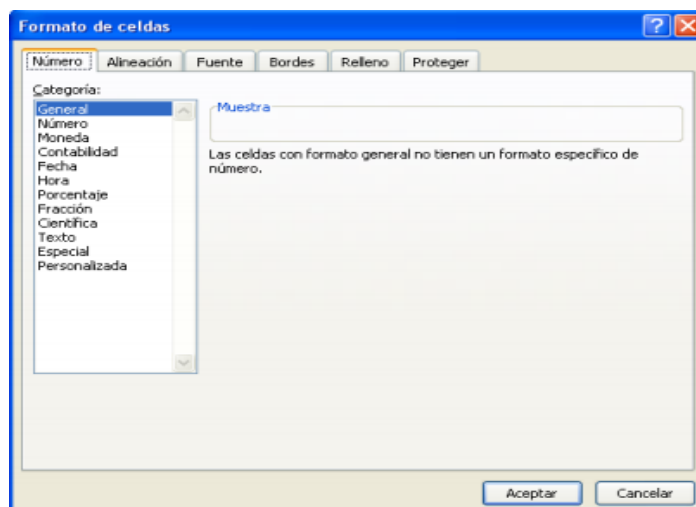 Formato de celdas
Número Alineación Fuente Bordes Relleno Proteger
Categoría:
General
Número
Moneda
Contabilidad
Fecha
Hora
Porcentaje
Fracción
Científica
Texto
Especial
Personalizada
Muestra
Las celdas con formato general no tienen un formato específico de
número.
Aceptar Cancelar